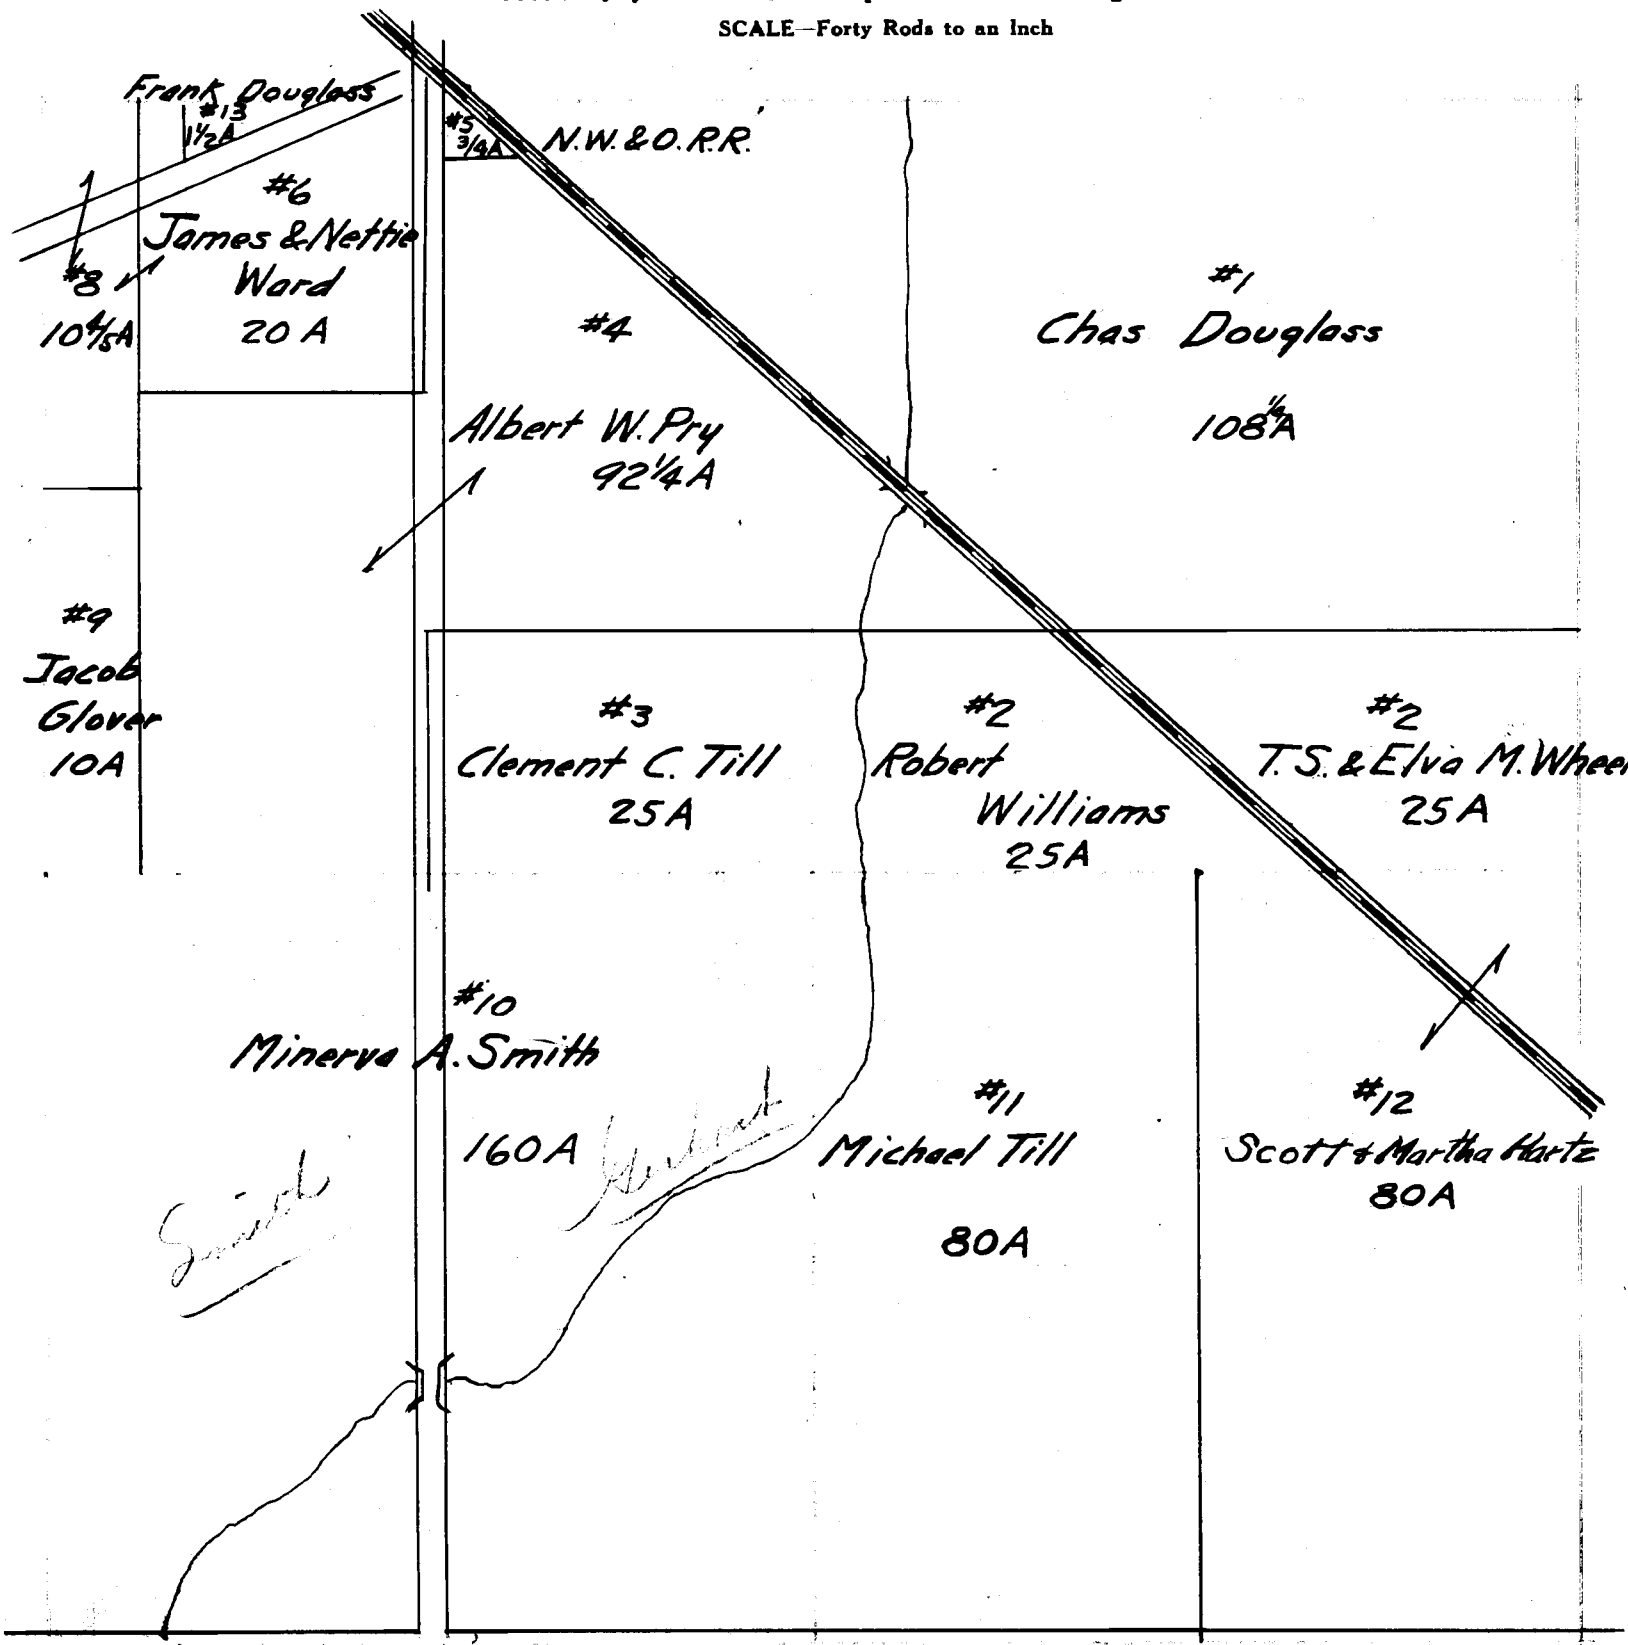 SCALE—Forty Rods to an Inch
Frank Douglass
#13
1½A
#5
3/4A
N.W.&O.R.R.
#6
James & Nettie
Ward
20 A
#8
10⅘A
#4
Albert W. Pry
92¼A
#1
Chas Douglass
#9
Jacob
Glover
10A
#3
Clement C. Till
25A
#2
Robert
Williams
25A
#2
T.S. & Elva M. Wheel
25A
#10
Minerva A. Smith
160A
Smith
#11
Michael Till
80A
#12
Scott & Martha Hartz
80A